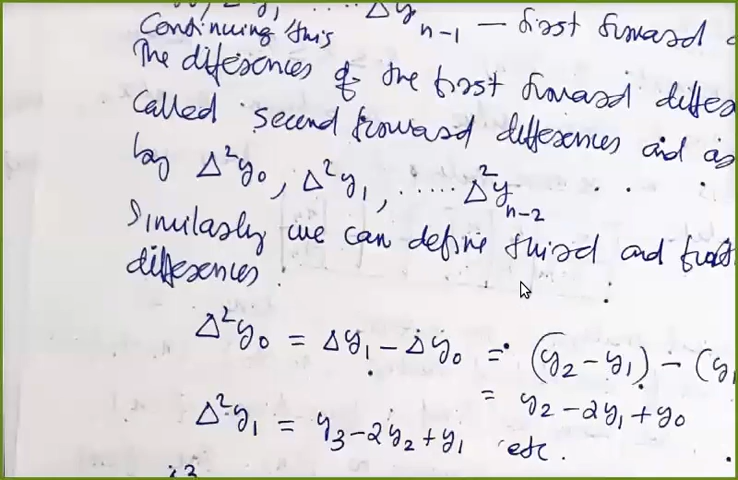 Δy n-1 — first forward
Continuing this
The differences of the first forward differ
called second forward differences and
by Δ²y₀, Δ²y₁, ..... Δ²y n-2
Similarly we can define third and
differences
Δ²y₀ = Δy₁ − Δy₀ = (y₂ − y₁) − (y₁
= y₂ − 2y₁ + y₀
Δ²y₁ = y₃ − 2y₂ + y₁ etc.